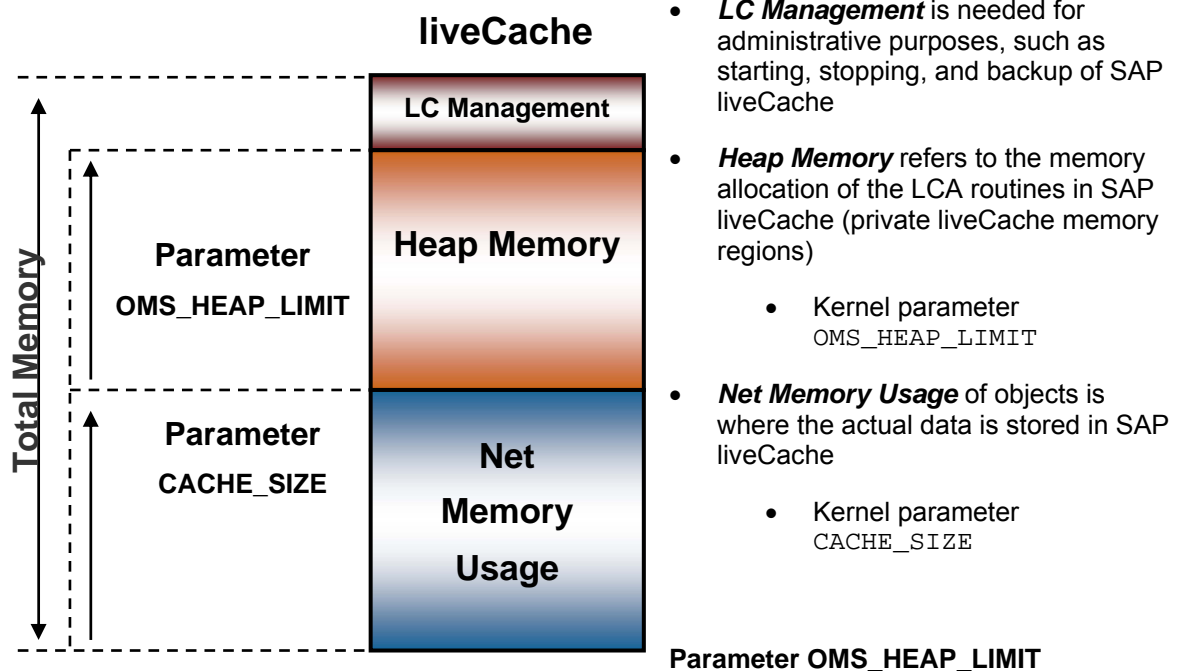 liveCache
LC Management
Heap Memory
Net
Memory
Usage
Total Memory
Parameter
OMS_HEAP_LIMIT
Parameter
CACHE_SIZE
• LC Management is needed for
administrative purposes, such as
starting, stopping, and backup of SAP
liveCache
• Heap Memory refers to the memory
allocation of the LCA routines in SAP
liveCache (private liveCache memory
regions)
• Kernel parameter
OMS_HEAP_LIMIT
• Net Memory Usage of objects is
where the actual data is stored in SAP
liveCache
• Kernel parameter
CACHE_SIZE
Parameter OMS_HEAP_LIMIT